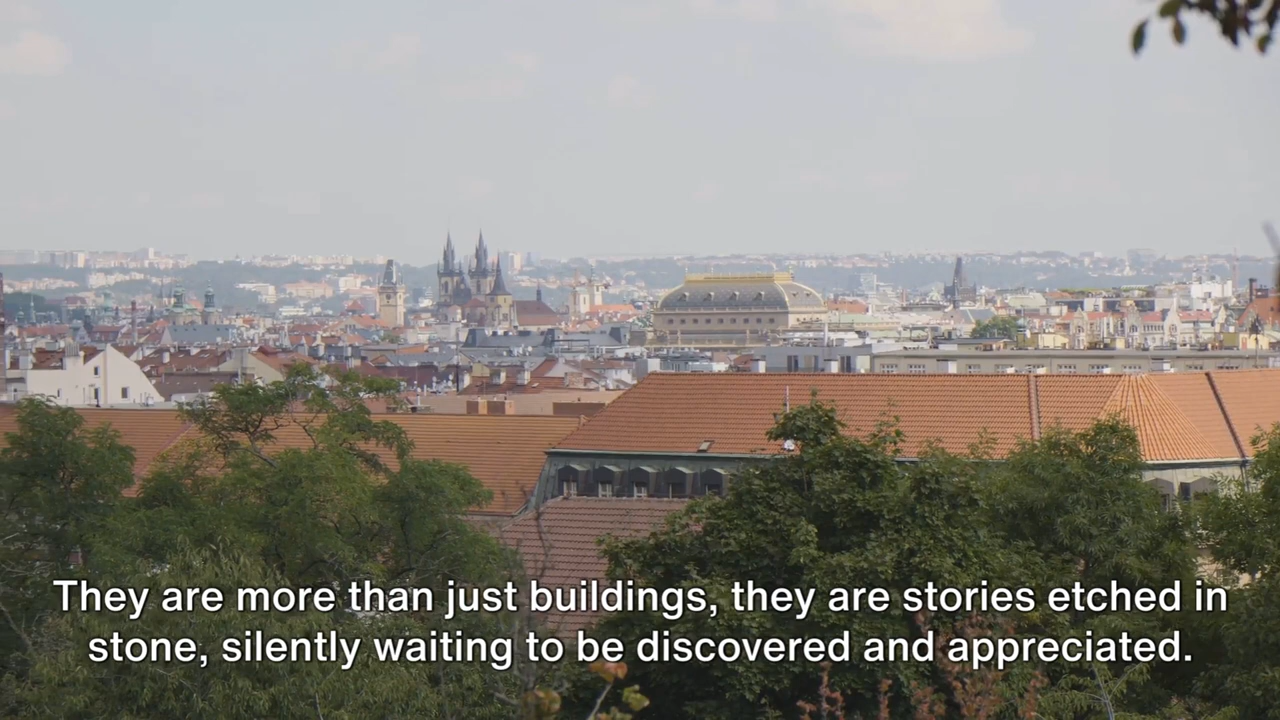 They are more than just buildings, they are stories etched in
stone, silently waiting to be discovered and appreciated.